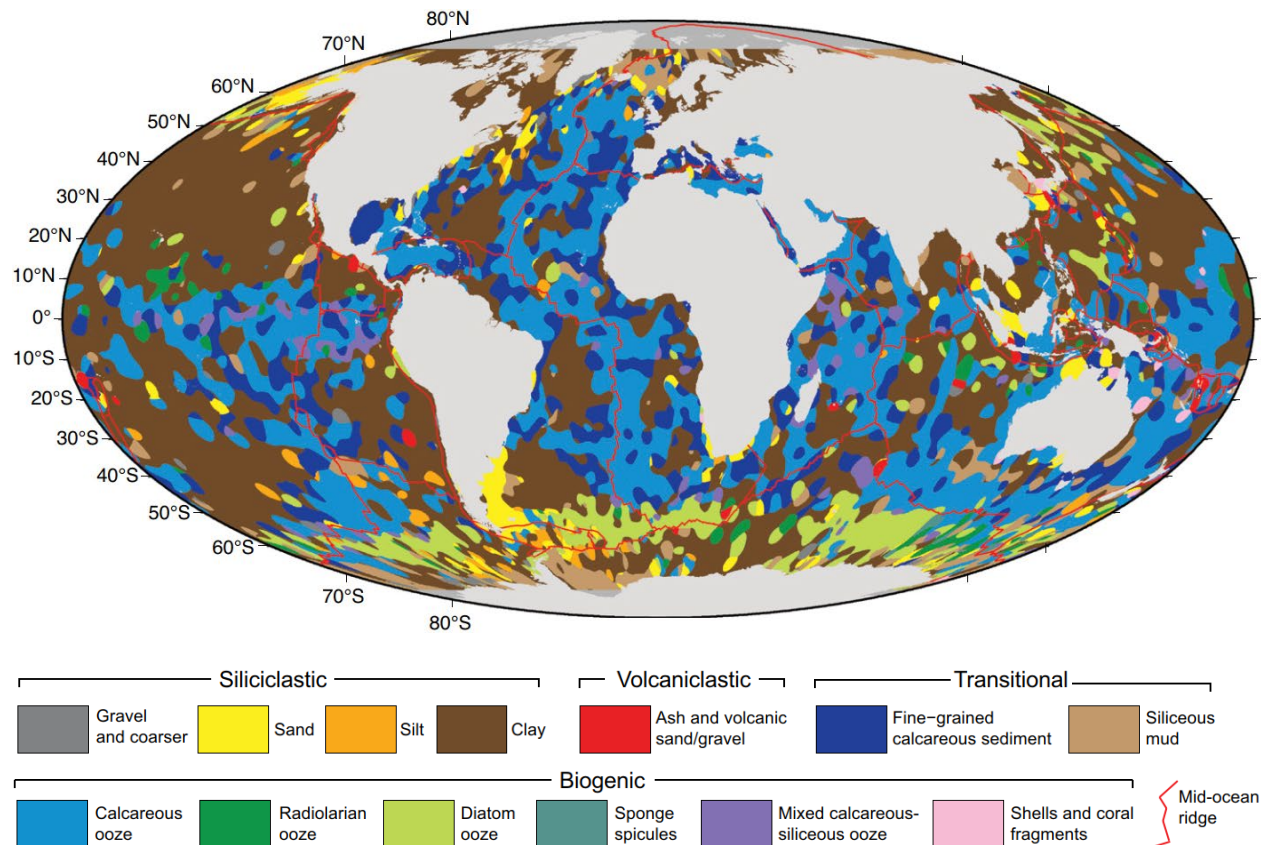 80°N
70°N
60°N
50°N
40°N
30°N
20°N
10°N
0°
10°S
20°S
30°S
40°S
50°S
60°S
70°S
80°S
Siliciclastic
Volcaniclastic
Transitional
Gravel
and coarser
Sand
Silt
Clay
Ash and volcanic
sand/gravel
Fine−grained
calcareous sediment
Siliceous
mud
Biogenic
Calcareous
ooze
Radiolarian
ooze
Diatom
ooze
Sponge
spicules
Mixed calcareous-
siliceous ooze
Shells and coral
fragments
Mid-ocean
ridge